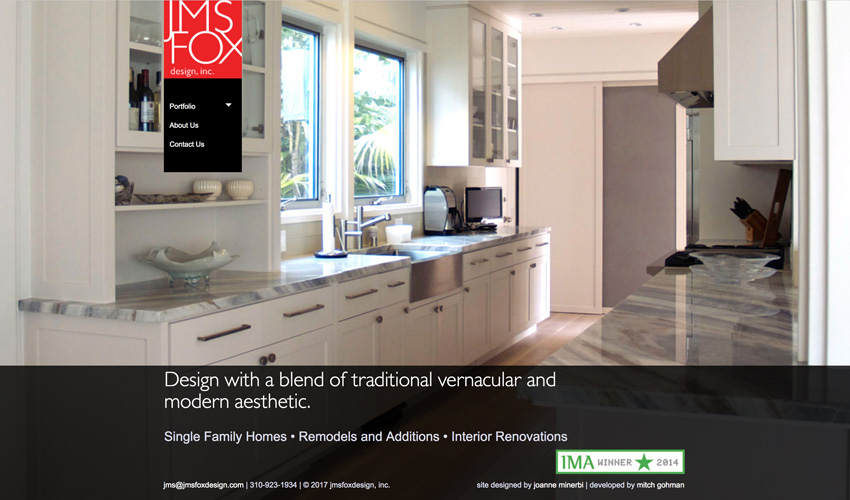 JMS
FOX
design, inc.
Portfolio
About Us
Contact Us
Design with a blend of traditional vernacular and
modern aesthetic.
Single Family Homes • Remodels and Additions • Interior Renovations
IMA WINNER 2014
jms@jmsfoxdesign.com | 310-923-1934 | © 2017 jmsfoxdesign, inc.
site designed by joanne minerbi | developed by mitch gohman